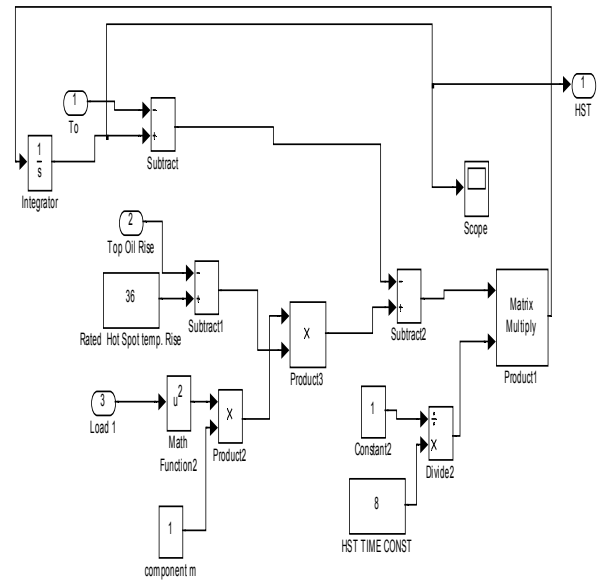 1
To
−
+
Subtract
1
HST
1
s
Integrator
Scope
2
Top Oil Rise
36
Rated Hot Spot temp. Rise
−
+
Subtract1
X
Product3
−
+
Subtract2
Matrix
Multiply
Product1
3
Load 1
u²
Math
Function2
X
Product2
1
Constant2
÷
X
Divide2
8
HST TIME CONST
1
component m